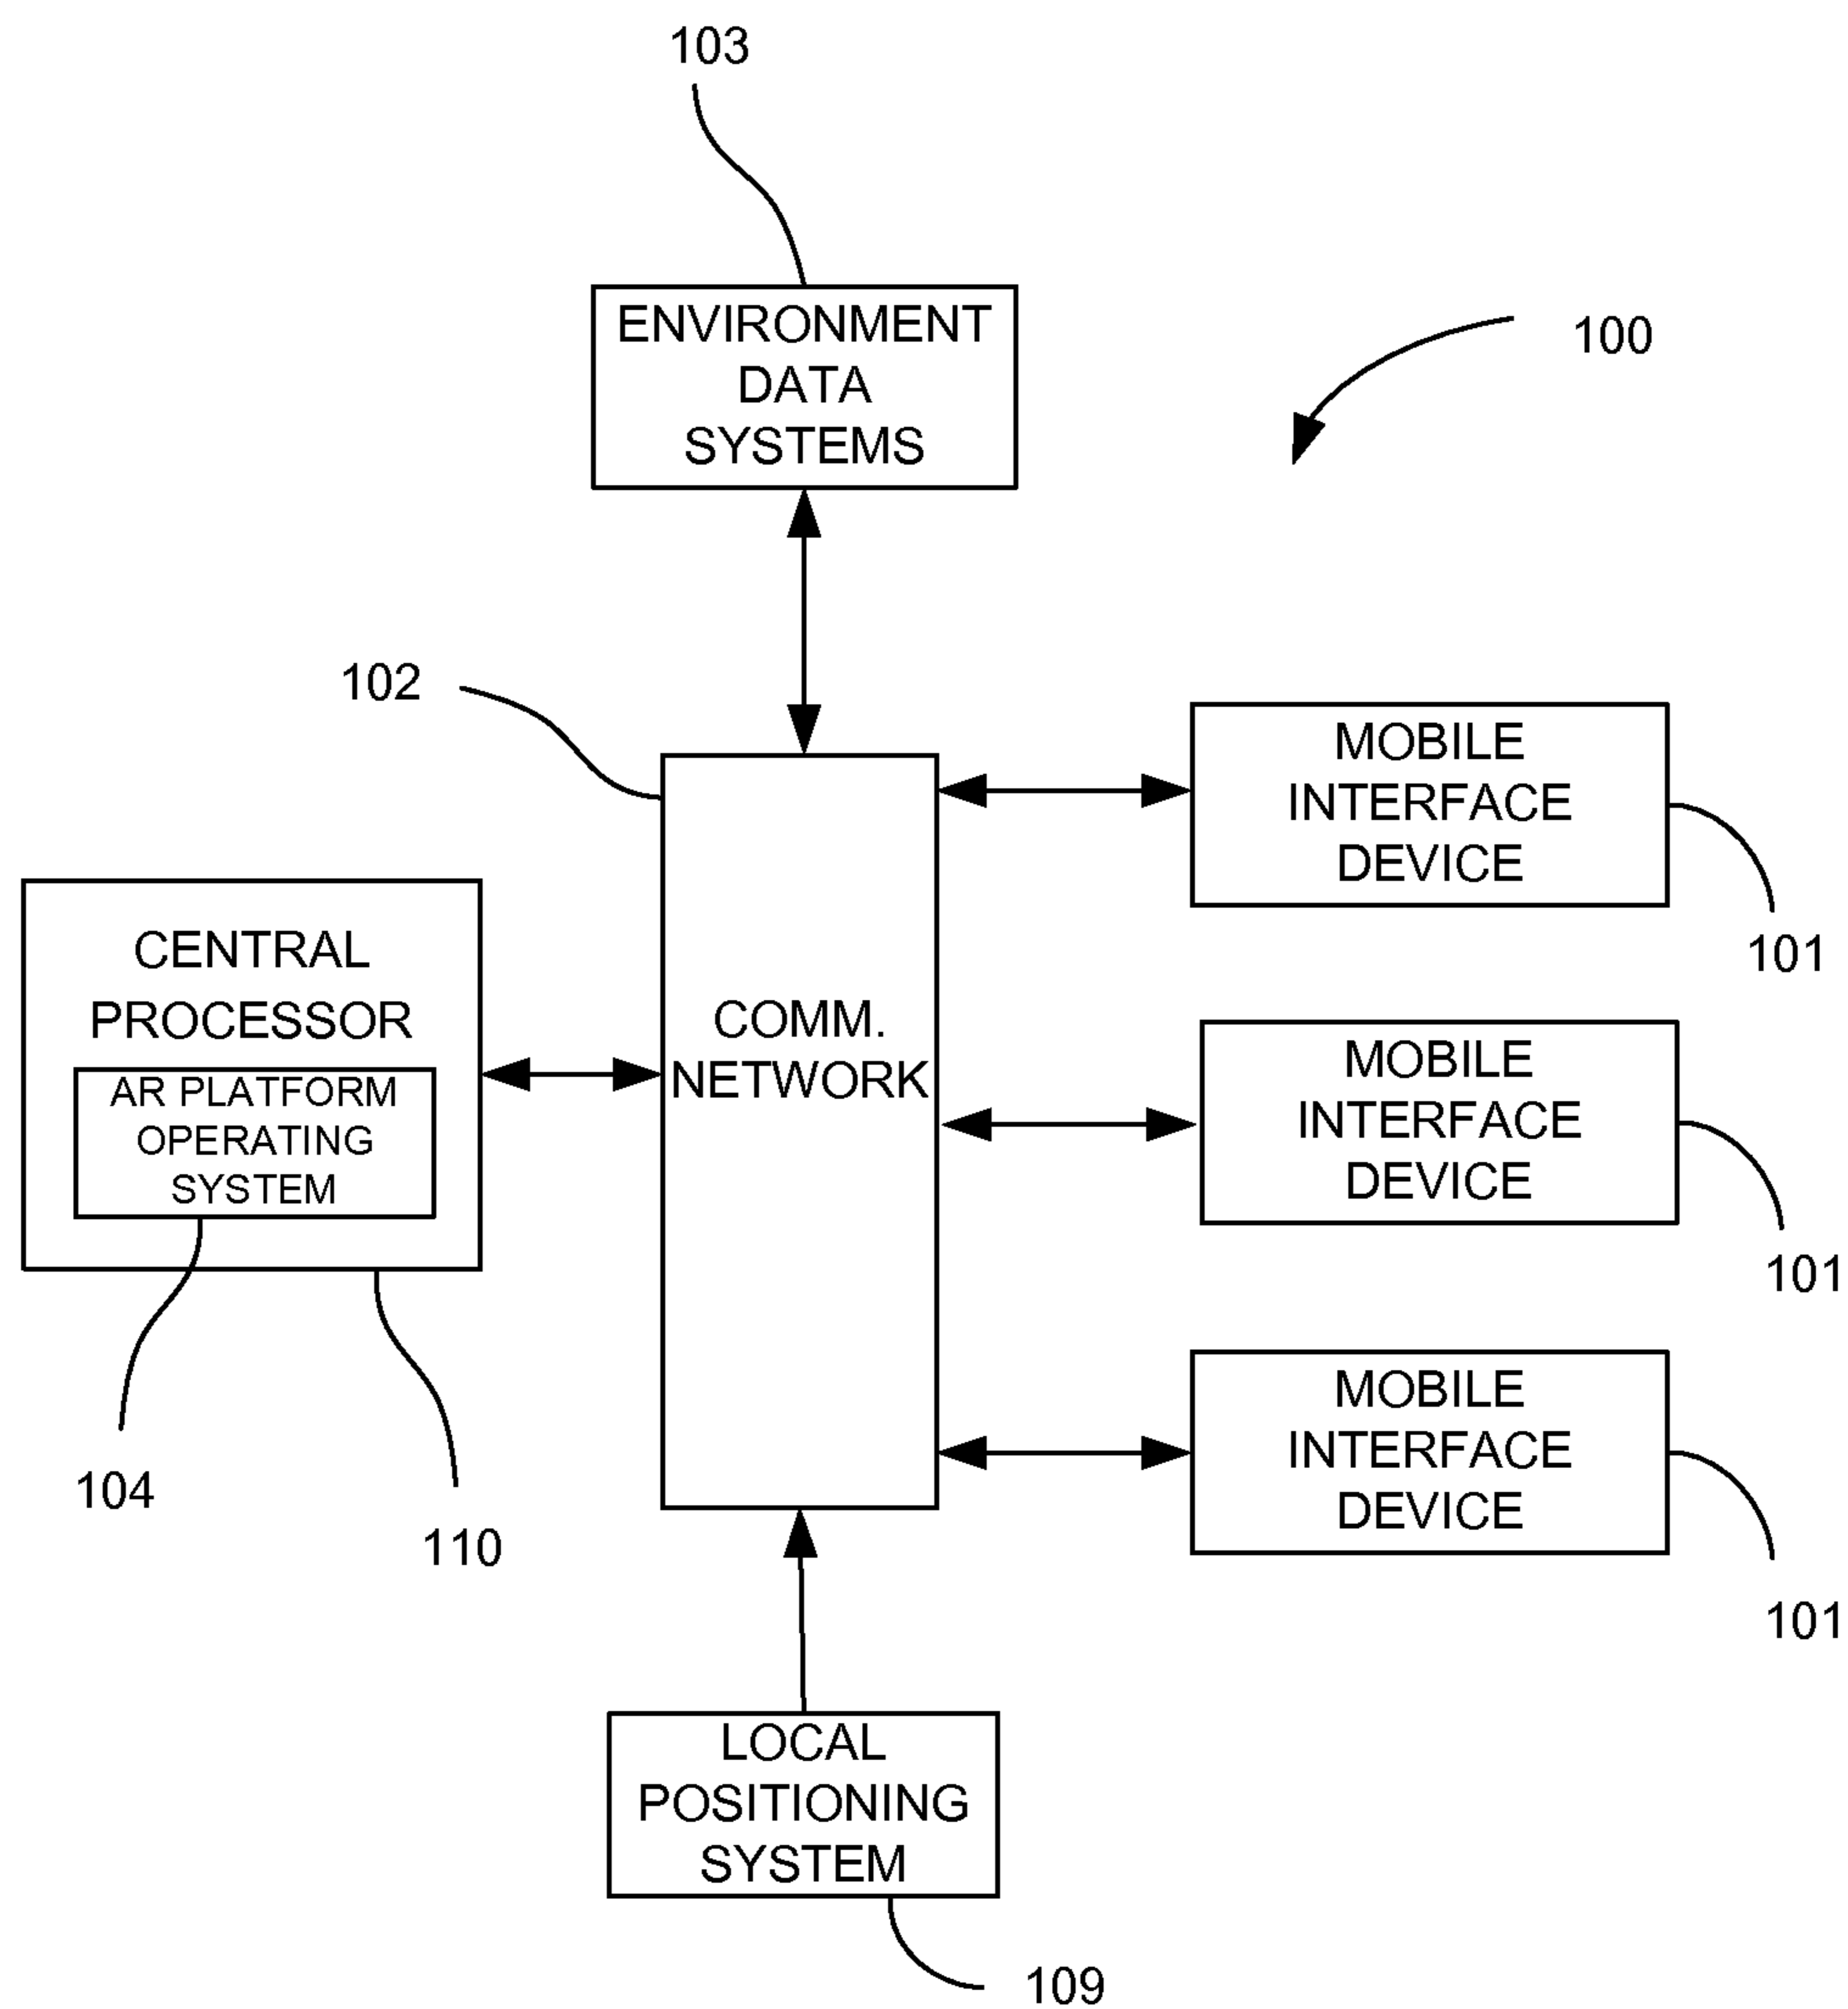 103
ENVIRONMENT
DATA
SYSTEMS
100
102
MOBILE
INTERFACE
DEVICE
101
CENTRAL
PROCESSOR
AR PLATFORM
OPERATING
SYSTEM
COMM.
NETWORK
MOBILE
INTERFACE
DEVICE
101
MOBILE
INTERFACE
DEVICE
101
104
110
LOCAL
POSITIONING
SYSTEM
109